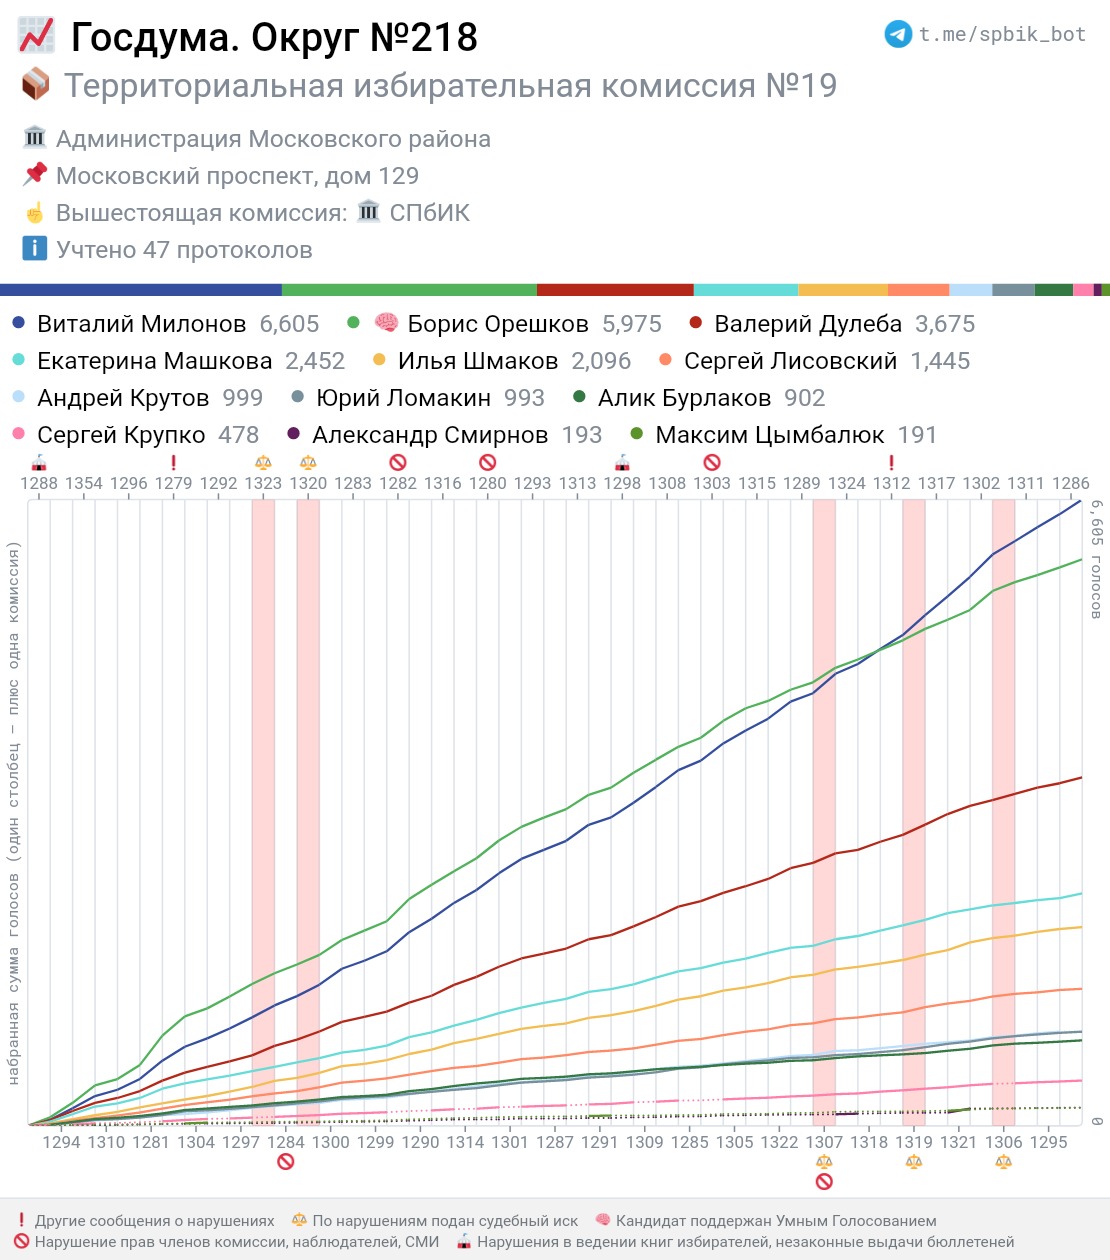 Госдума. Округ №218
t.me/spbik_bot
Территориальная избирательная комиссия №19
Администрация Московского района
Московский проспект, дом 129
Вышестоящая комиссия: СПбИК
Учтено 47 протоколов
Виталий Милонов 6,605 Борис Орешков 5,975 Валерий Дулеба 3,675
Екатерина Машкова 2,452 Илья Шмаков 2,096 Сергей Лисовский 1,445
Андрей Крутов 999 Юрий Ломакин 993 Алик Бурлаков 902
Сергей Крупко 478 Александр Смирнов 193 Максим Цымбалюк 191
1288 1354 1296 1279 1292 1323 1320 1283 1282 1316 1280 1293 1313 1298 1308 1303 1315 1289 1324 1312 1317 1302 1311 1286
набранная сумма голосов (один столбец — плюс одна комиссия)
6,605 голосов
0
1294 1310 1281 1304 1297 1284 1300 1299 1290 1314 1301 1287 1291 1309 1285 1305 1322 1307 1318 1319 1321 1306 1295
Другие сообщения о нарушениях По нарушениям подан судебный иск Кандидат поддержан Умным Голосованием
Нарушение прав членов комиссии, наблюдателей, СМИ Нарушения в ведении книг избирателей, незаконные выдачи бюллетеней